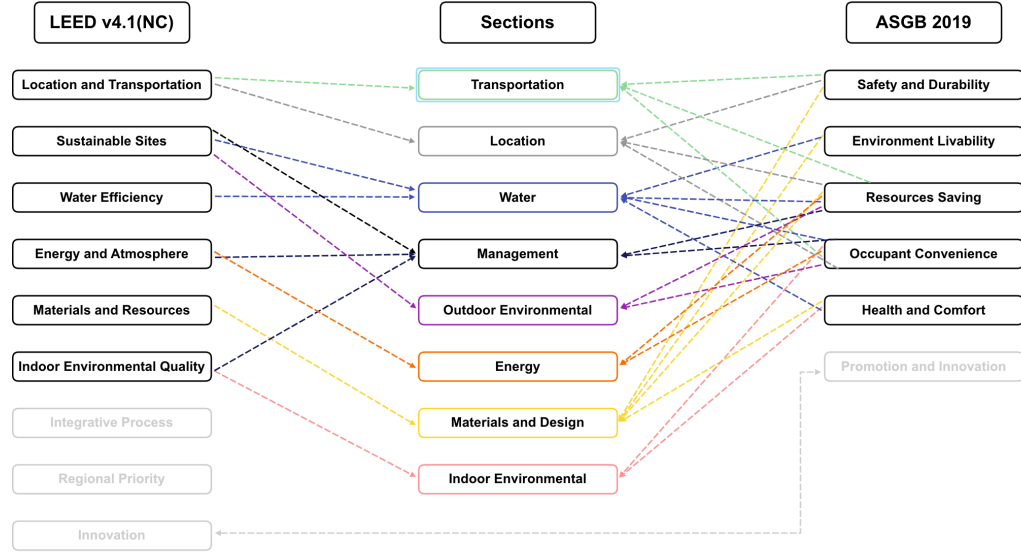 LEED v4.1(NC)
Sections
ASGB 2019
Location and Transportation
Transportation
Safety and Durability
Sustainable Sites
Location
Environment Livability
Water Efficiency
Water
Resources Saving
Energy and Atmosphere
Management
Occupant Convenience
Materials and Resources
Outdoor Environmental
Health and Comfort
Indoor Environmental Quality
Energy
Promotion and Innovation
Integrative Process
Materials and Design
Regional Priority
Indoor Environmental
Innovation